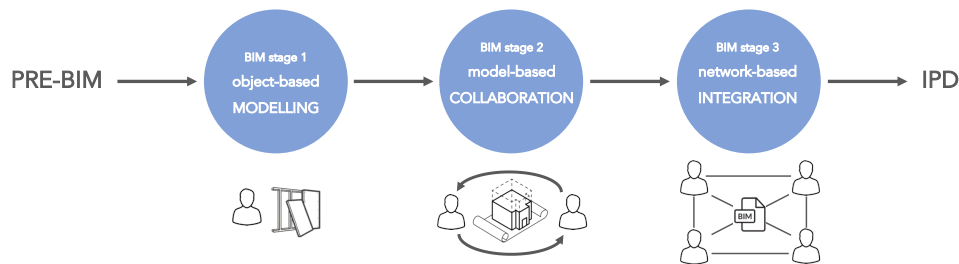 PRE-BIM
BIM stage 1
object-based
MODELLING
BIM stage 2
model-based
COLLABORATION
BIM stage 3
network-based
INTEGRATION
IPD
BIM